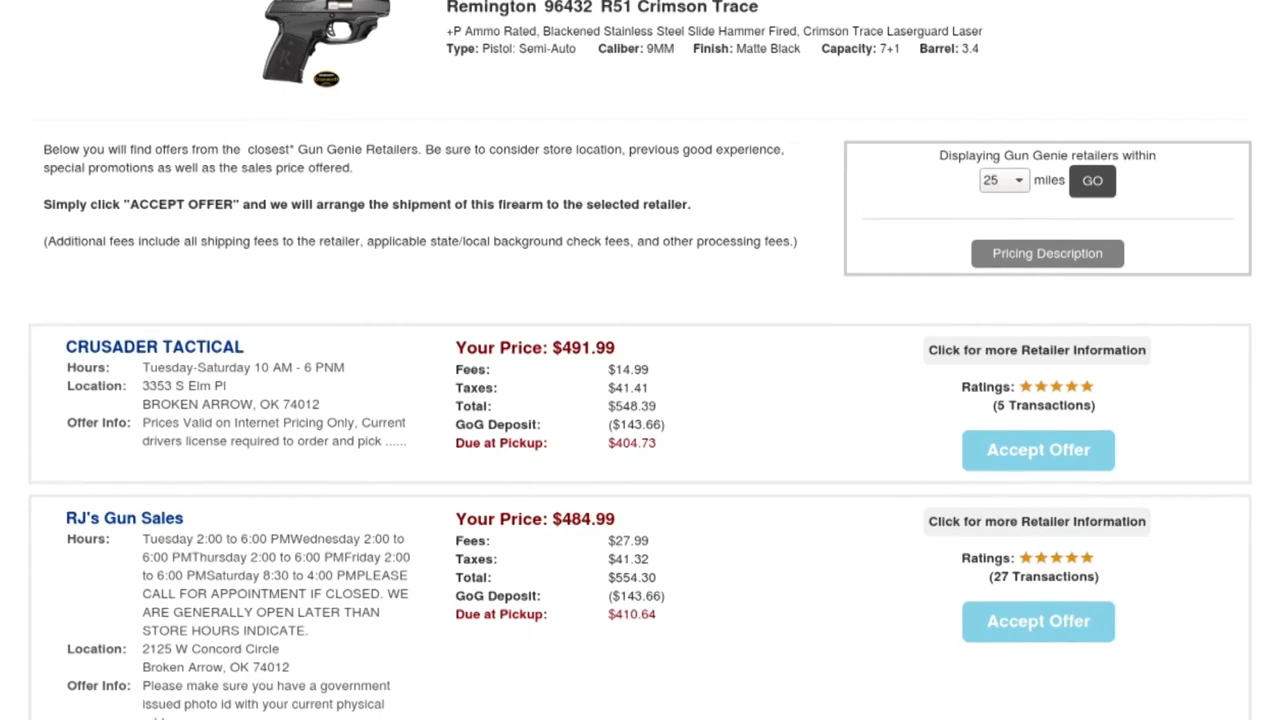 Remington 96432 R51 Crimson Trace
+P Ammo Rated, Blackened Stainless Steel Slide Hammer Fired, Crimson Trace Laserguard Laser
Type: Pistol: Semi-Auto Caliber: 9MM Finish: Matte Black Capacity: 7+1 Barrel: 3.4
Below you will find offers from the closest* Gun Genie Retailers. Be sure to consider store location, previous good experience,
special promotions as well as the sales price offered.
Simply click "ACCEPT OFFER" and we will arrange the shipment of this firearm to the selected retailer.
(Additional fees include all shipping fees to the retailer, applicable state/local background check fees, and other processing fees.)
Displaying Gun Genie retailers within
25 miles GO
Pricing Description
CRUSADER TACTICAL
Hours: Tuesday-Saturday 10 AM - 6 PNM
Location: 3353 S Elm Pl
BROKEN ARROW, OK 74012
Offer Info: Prices Valid on Internet Pricing Only, Current
drivers license required to order and pick ......
Your Price: $491.99
Fees: $14.99
Taxes: $41.41
Total: $548.39
GoG Deposit: ($143.66)
Due at Pickup: $404.73
Click for more Retailer Information
Ratings:
(5 Transactions)
Accept Offer
RJ's Gun Sales
Hours: Tuesday 2:00 to 6:00 PMWednesday 2:00 to
6:00 PMThursday 2:00 to 6:00 PMFriday 2:00
to 6:00 PMSaturday 8:30 to 4:00 PMPLEASE
CALL FOR APPOINTMENT IF CLOSED. WE
ARE GENERALLY OPEN LATER THAN
STORE HOURS INDICATE.
Location: 2125 W Concord Circle
Broken Arrow, OK 74012
Offer Info: Please make sure you have a government
issued photo id with your current physical
Your Price: $484.99
Fees: $27.99
Taxes: $41.32
Total: $554.30
GoG Deposit: ($143.66)
Due at Pickup: $410.64
Click for more Retailer Information
Ratings:
(27 Transactions)
Accept Offer